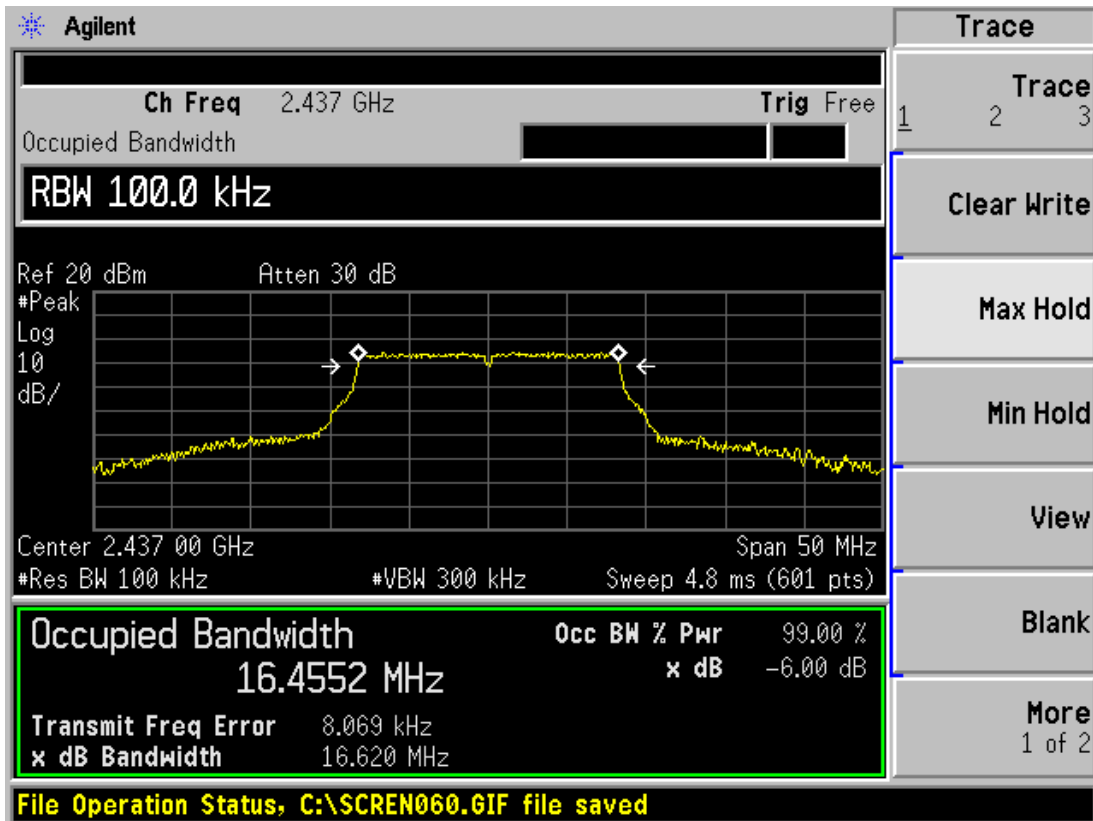 Agilent
Trace
Ch Freq 2.437 GHz Trig Free
Occupied Bandwidth
RBW 100.0 kHz
Ref 20 dBm Atten 30 dB
#Peak
Log
10
dB/
Center 2.437 00 GHz Span 50 MHz
#Res BW 100 kHz #VBW 300 kHz Sweep 4.8 ms (601 pts)
Occupied Bandwidth Occ BW % Pwr 99.00 %
16.4552 MHz x dB -6.00 dB
Transmit Freq Error 8.069 kHz
x dB Bandwidth 16.620 MHz
File Operation Status, C:\SCREN060.GIF file saved
Trace
1 2 3
Clear Write
Max Hold
Min Hold
View
Blank
More
1 of 2